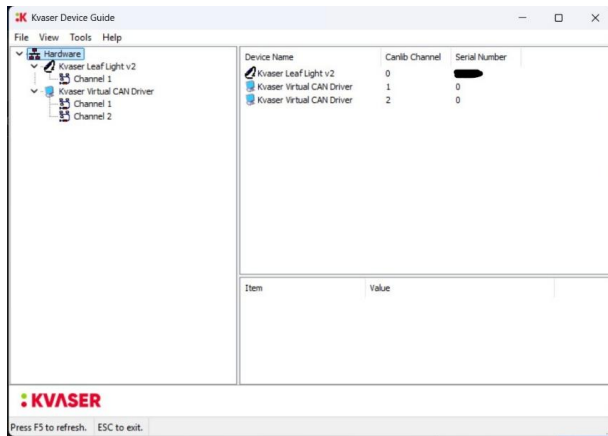 Kvaser Device Guide
File View Tools Help
Hardware
Kvaser Leaf Light v2
Channel 1
Kvaser Virtual CAN Driver
Channel 1
Channel 2
Device Name Canlib Channel Serial Number
Kvaser Leaf Light v2 0
Kvaser Virtual CAN Driver 1 0
Kvaser Virtual CAN Driver 2 0
Item Value
KVASER
Press F5 to refresh. ESC to exit.